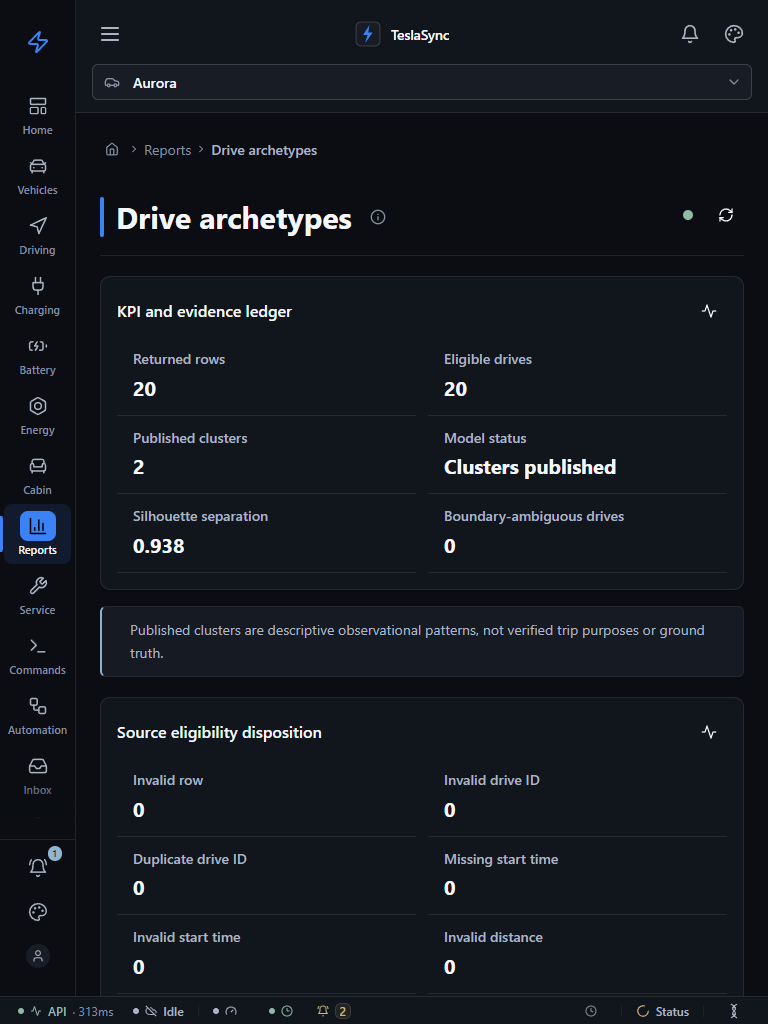 TeslaSync
Aurora
Home
Vehicles
Driving
Charging
Battery
Energy
Cabin
Reports
Service
Commands
Automation
Inbox
1
Reports
Drive archetypes
Drive archetypes
KPI and evidence ledger
Returned rows
20
Eligible drives
20
Published clusters
2
Model status
Clusters published
Silhouette separation
0.938
Boundary-ambiguous drives
0
Published clusters are descriptive observational patterns, not verified trip purposes or ground
truth.
Source eligibility disposition
Invalid row
0
Invalid drive ID
0
Duplicate drive ID
0
Missing start time
0
Invalid start time
0
Invalid distance
0
API · 313ms
Idle
2
Status